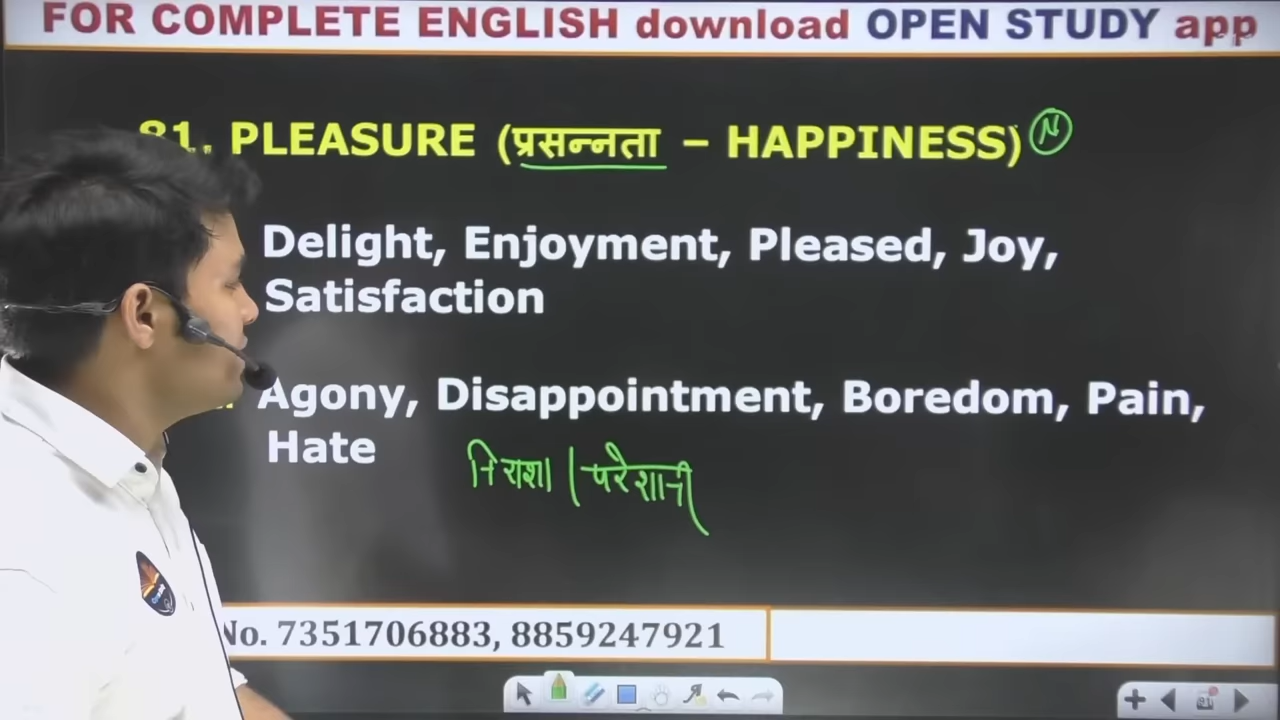 FOR COMPLETE ENGLISH download OPEN STUDY app
81. PLEASURE (प्रसन्नता – HAPPINESS) N
Delight, Enjoyment, Pleased, Joy,
Satisfaction
Agony, Disappointment, Boredom, Pain,
Hate
निराशा | परेशानी
No. 7351706883, 8859247921